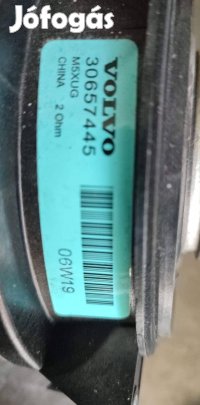 Jófogás
VOLVO
30657445
M5XUG
CHINA 2 Ohm
06W19